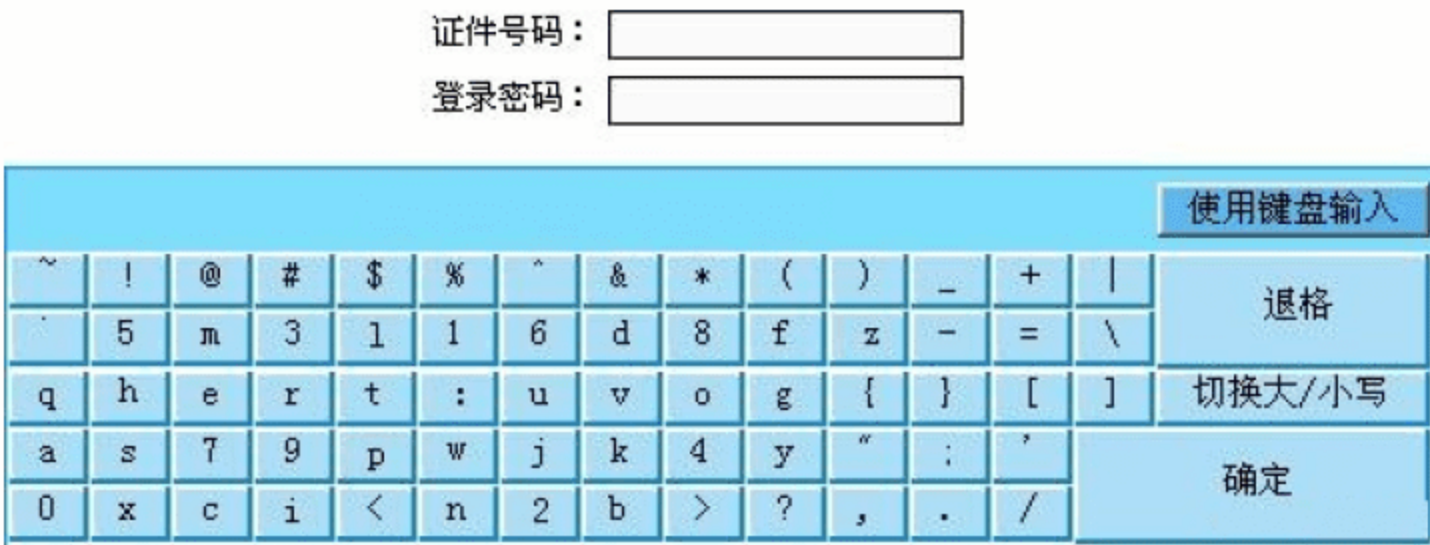 证件号码：
登录密码：
使用键盘输入
~ ! @ # $ % ^ & * ( ) _ + | 退格
` 5 m 3 l 1 6 d 8 f z - = \
q h e r t : u v o g { } [ ] 切换大/小写
a s 7 9 p w j k 4 y " ; ' 确定
0 x c i < n 2 b > ? , . /